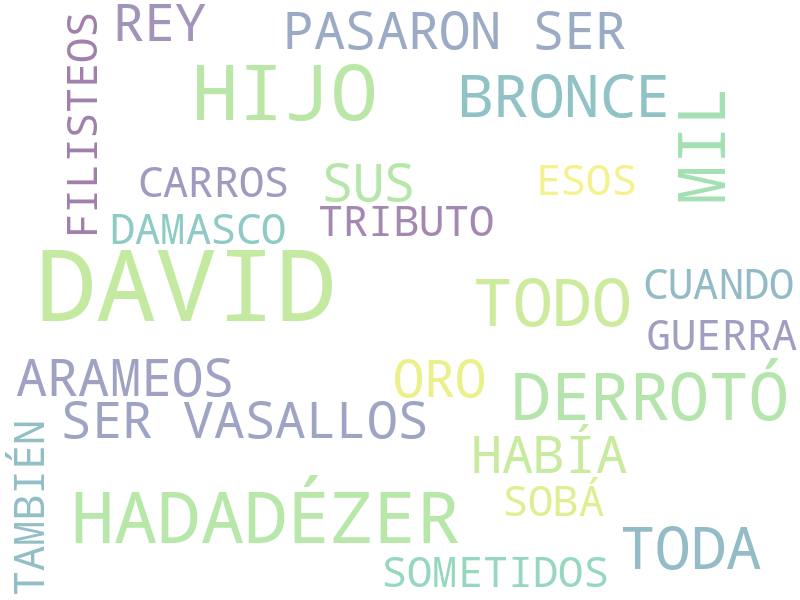 REY
PASARON SER
FILISTEOS
HIJO
BRONCE
MIL
CARROS
SUS
ESOS
DAMASCO
TRIBUTO
DAVID
TODO
CUANDO
GUERRA
ARAMEOS
ORO
DERROTÓ
SER VASALLOS
TAMBIÉN
HABÍA
HADADÉZER
SOBÁ
TODA
SOMETIDOS